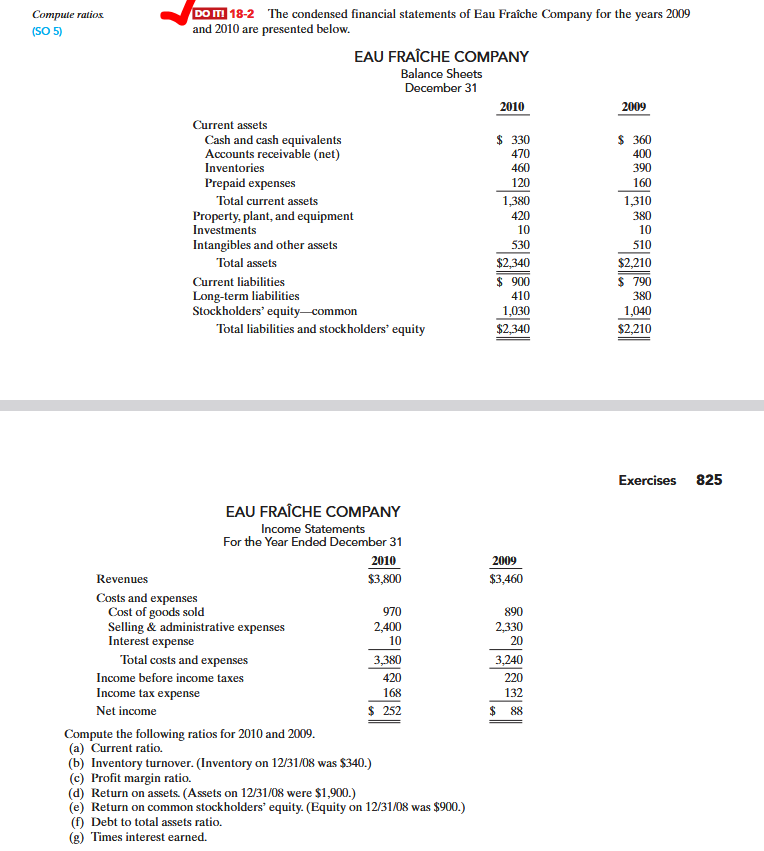 Compute ratios.
(SO 5)
DO IT! 18-2 The condensed financial statements of Eau Fraîche Company for the years 2009
and 2010 are presented below.
EAU FRAÎCHE COMPANY
Balance Sheets
December 31
2010 2009
Current assets
Cash and cash equivalents $ 330 $ 360
Accounts receivable (net) 470 400
Inventories 460 390
Prepaid expenses 120 160
Total current assets 1,380 1,310
Property, plant, and equipment 420 380
Investments 10 10
Intangibles and other assets 530 510
Total assets $2,340 $2,210
Current liabilities $ 900 $ 790
Long-term liabilities 410 380
Stockholders' equity—common 1,030 1,040
Total liabilities and stockholders' equity $2,340 $2,210
Exercises 825
EAU FRAÎCHE COMPANY
Income Statements
For the Year Ended December 31
2010 2009
Revenues $3,800 $3,460
Costs and expenses
Cost of goods sold 970 890
Selling & administrative expenses 2,400 2,330
Interest expense 10 20
Total costs and expenses 3,380 3,240
Income before income taxes 420 220
Income tax expense 168 132
Net income $ 252 $ 88
Compute the following ratios for 2010 and 2009.
(a) Current ratio.
(b) Inventory turnover. (Inventory on 12/31/08 was $340.)
(c) Profit margin ratio.
(d) Return on assets. (Assets on 12/31/08 were $1,900.)
(e) Return on common stockholders' equity. (Equity on 12/31/08 was $900.)
(f) Debt to total assets ratio.
(g) Times interest earned.